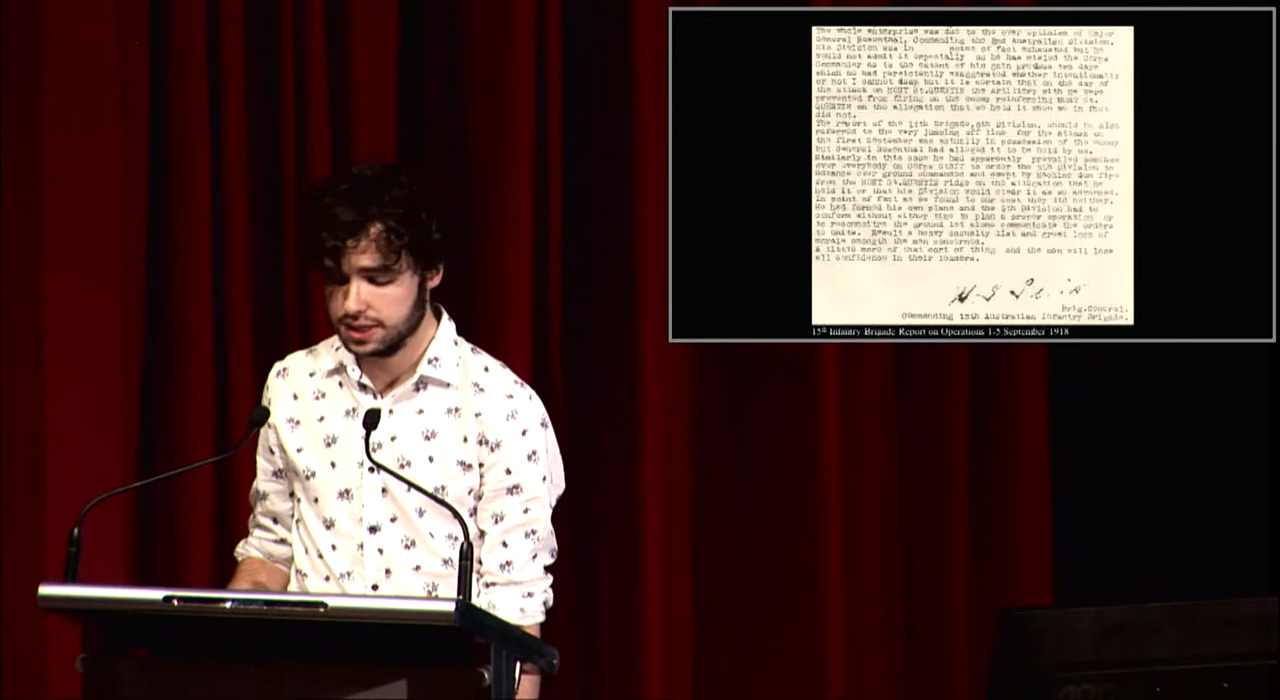 The whole enterprise was due to the over optimism of Major
General Rosenthal, Commanding the 2nd Australian Division.
His Division was in point of fact exhausted but he
would not admit it especially as he has misled the Corps
Commander as to the extent of his gain previous ten days
which he had persistently exaggerated whether intentionally
or not I cannot say but it is certain that on the day of
the attack on MONT St.QUENTIN the Artillery with me were
prevented from firing on the enemy reinforcing MONT St.
QUENTIN on the allegation that we held it when we in fact
did not.
The report of the 14th Brigade, 5th Division, should be also
referred to the very jumping off line for the attack on
the first September was actually in possession of the enemy
but General Rosenthal had alleged it to be held by us.
Similarly in this case he had apparently prevailed somehow
over everybody on Corps Staff to order the 5th Division to
advance over ground commanded and swept by Machine Gun fire
from the MONT St.QUENTIN ridge on the allegation that he
held it or that his Division would clear it as we advanced.
In point of fact as we found to our cost they did neither.
He had formed his own plans and the 5th Division had to
conform without either time to plan a proper operation or
to reconnoitre the ground let alone communicate the orders
to units. Result a heavy casualty list and great loss of
morale amongst the men concerned.
A little more of that sort of thing and the men will lose
all confidence in their leaders.
Brig.General.
Commanding 15th Australian Infantry Brigade.
15th Infantry Brigade Report on Operations 1-5 September 1918